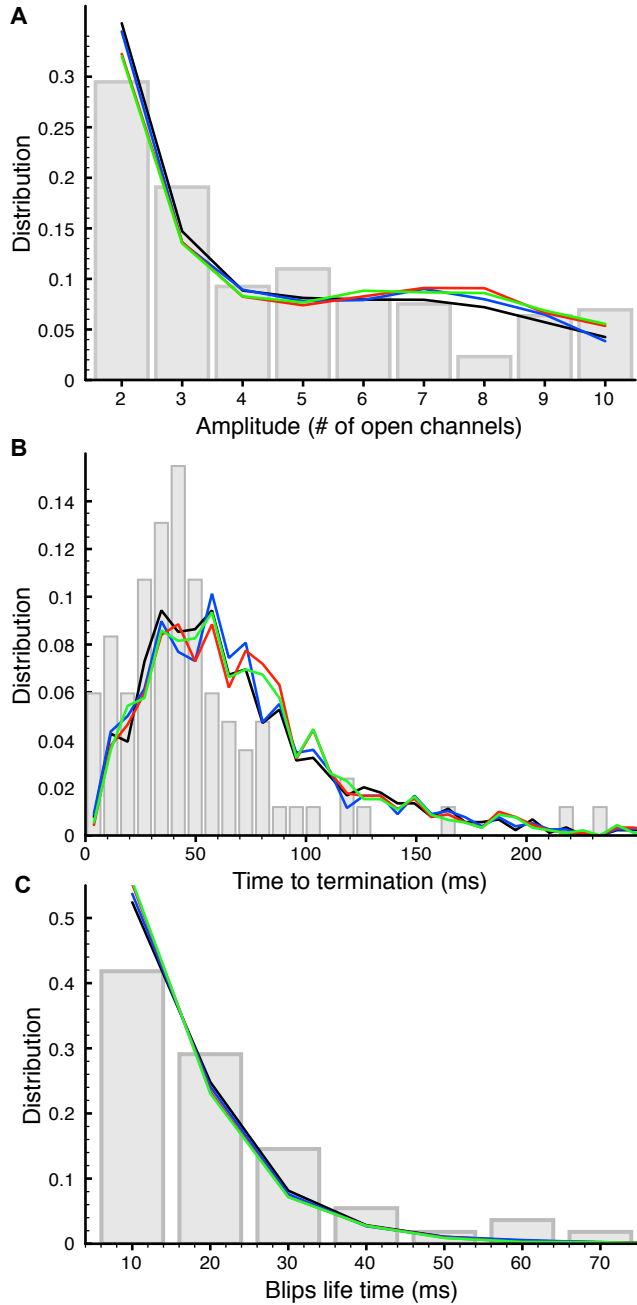 A
0.3
0.25
0.2
0.15
0.1
0.05
0
Distribution
2 3 4 5 6 7 8 9 10
Amplitude (# of open channels)
B
0.14
0.12
0.1
0.08
0.06
0.04
0.02
0
Distribution
0 50 100 150 200
Time to termination (ms)
C
0.5
0.4
0.3
0.2
0.1
0
Distribution
10 20 30 40 50 60 70
Blips life time (ms)